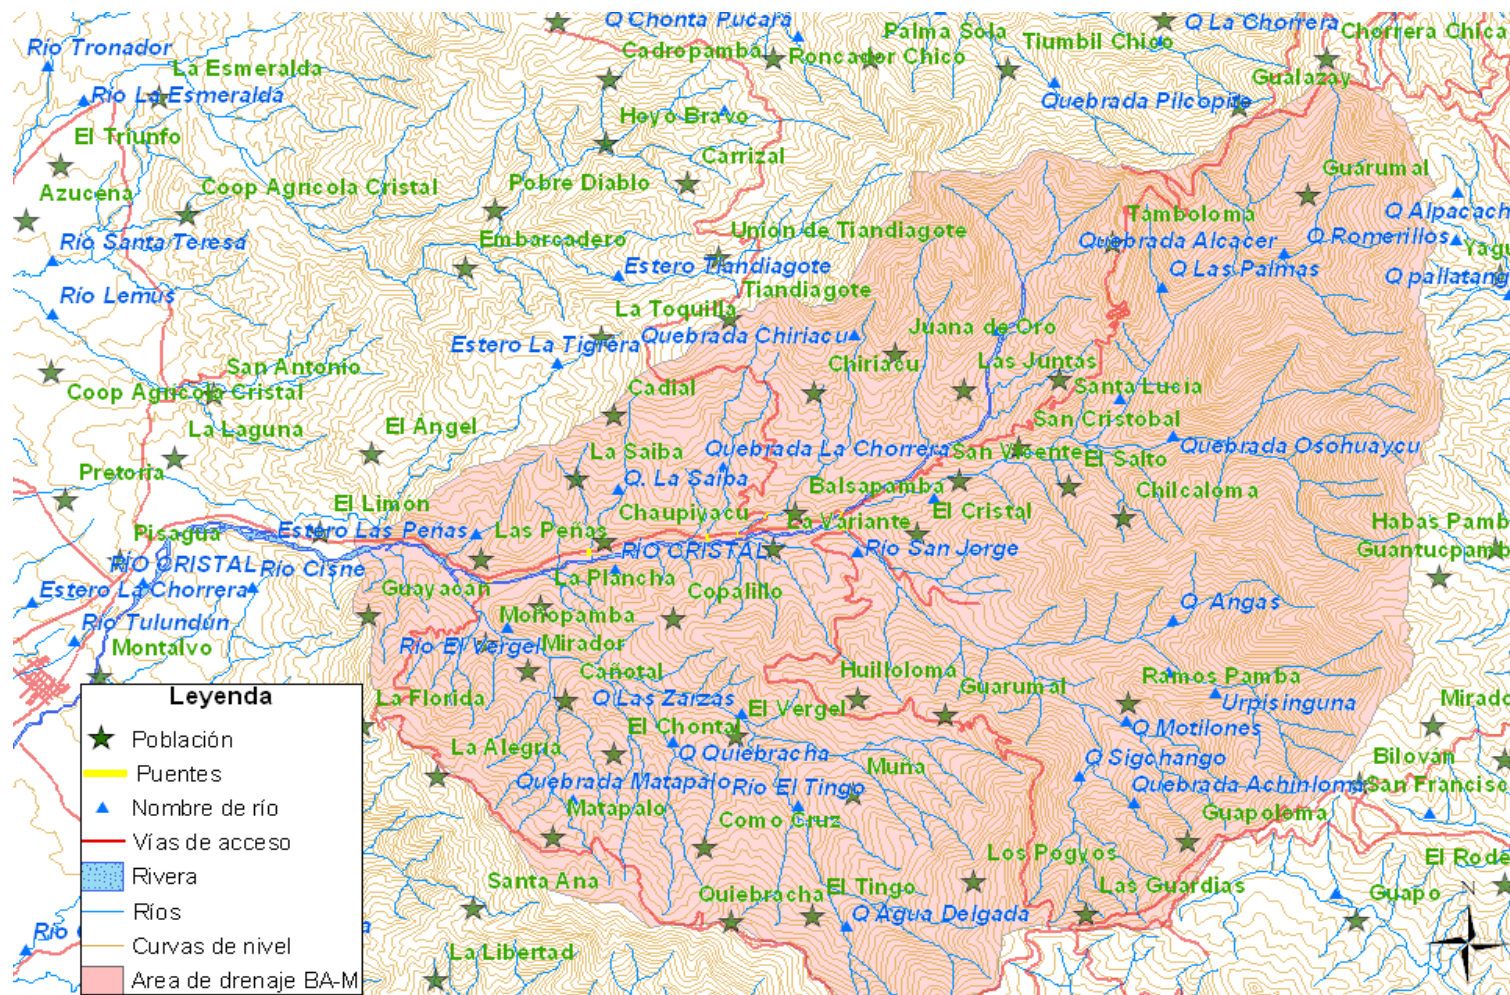 Q Chonta Pucara
Q La Chorrera
Chorrera Chica
Palma Sola
Tiumbil Chico
Río Tronador
Cadropamba
Roncador Chico
La Esmeralda
Gualazay
Río La Esmeralda
Quebrada Pilcopite
Hoyo Bravo
El Triunfo
Carrizal
Guarumal
Azucena
Coop Agrícola Cristal
Pobre Diablo
Q Alpacach
Tamboloma
Unión de Tiandiagote
Río Santa Teresa
Embarcadero
Quebrada Alcacer
Q Romerillos
Yagu
Estero Tiandiagote
Q Las Palmas
Q pallatang
Río Lemus
Tiandiagote
La Toquilla
Quebrada Chiriacu
Juana de Oro
Estero La Tigrera
San Antonio
Chiriacu
Las Juntas
Coop Agrícola Cristal
Cadial
Santa Lucia
El Ángel
La Laguna
San Cristobal
La Saiba
Quebrada La Chorrera
San Vicente
El Salto
Quebrada Osohuaycu
Pretoria
Q. La Saiba
Balsapamba
Chilcaloma
El Limón
Chaupiyacu
La Variante
El Cristal
Habas Pamb
Pisagua
Estero Las Peñas
Las Peñas
RÍO CRISTAL
Río San Jorge
Guantucpamb
RÍO CRISTAL
Río Cisne
La Plancha
Estero La Chorrera
Guayacán
Copalillo
Q. Angas
Monopamba
Río Tulundún
Montalvo
Río El Vergel
Mirador
Cañotal
Huilloloma
Ramos Pamba
Guarumal
La Florida
Q Las Zarzas
El Vergel
Urpisinguna
Mirado
El Chontal
Q Motilones
La Alegría
Q Quiebracha
Muña
Q Sigchango
Bilován
Quebrada Matapalo
Río El Tingo
Quebrada Achinloma
San Francisc
Matapalo
Como Cruz
Guapoloma
Los Pogyos
El Rode
Santa Ana
Quiebracha
El Tingo
Las Guardias
Guapo
Q Agua Delgada
La Libertad
N
Leyenda
Población
Puentes
Nombre de río
Vías de acceso
Rivera
Ríos
Curvas de nivel
Area de drenaje BA-M